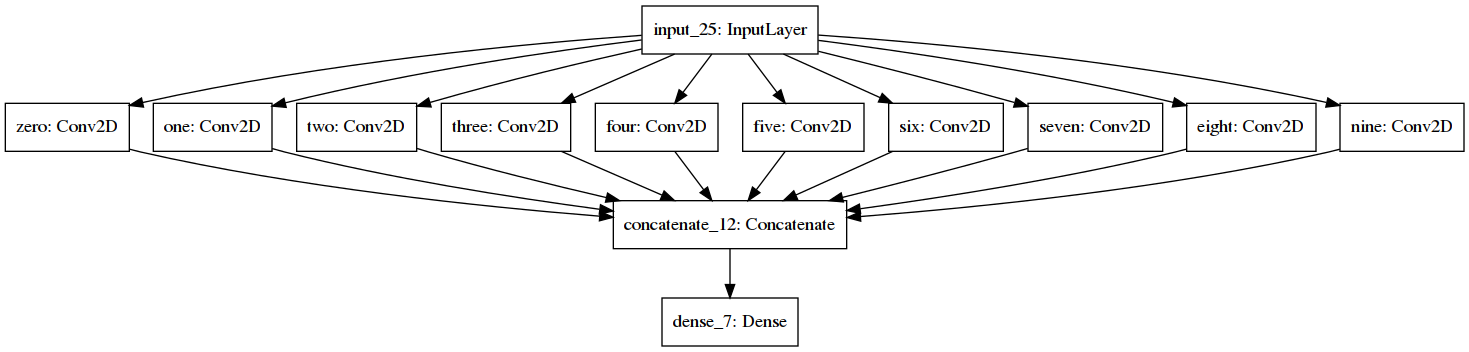 input_25: InputLayer
zero: Conv2D
one: Conv2D
two: Conv2D
three: Conv2D
four: Conv2D
five: Conv2D
six: Conv2D
seven: Conv2D
eight: Conv2D
nine: Conv2D
concatenate_12: Concatenate
dense_7: Dense